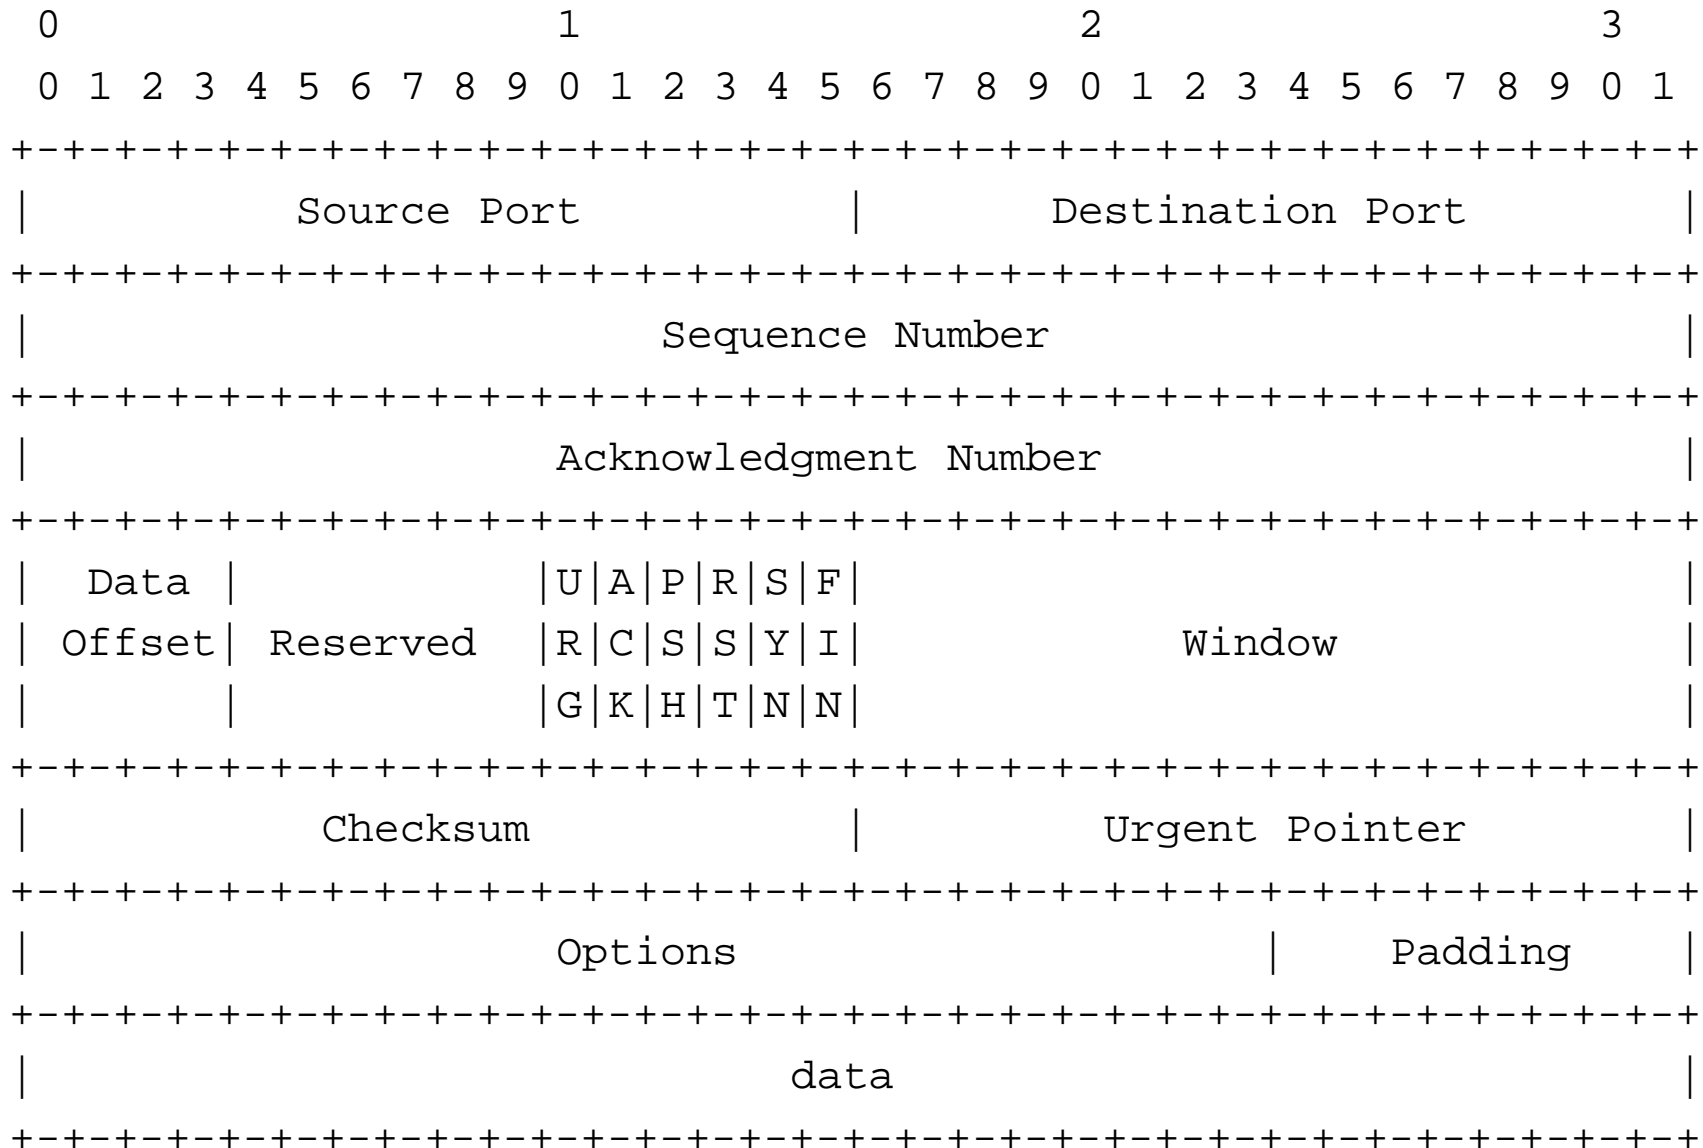 0                   1                   2                   3
 0 1 2 3 4 5 6 7 8 9 0 1 2 3 4 5 6 7 8 9 0 1 2 3 4 5 6 7 8 9 0 1
+-+-+-+-+-+-+-+-+-+-+-+-+-+-+-+-+-+-+-+-+-+-+-+-+-+-+-+-+-+-+-+-+
|          Source Port          |       Destination Port        |
+-+-+-+-+-+-+-+-+-+-+-+-+-+-+-+-+-+-+-+-+-+-+-+-+-+-+-+-+-+-+-+-+
|                        Sequence Number                        |
+-+-+-+-+-+-+-+-+-+-+-+-+-+-+-+-+-+-+-+-+-+-+-+-+-+-+-+-+-+-+-+-+
|                    Acknowledgment Number                      |
+-+-+-+-+-+-+-+-+-+-+-+-+-+-+-+-+-+-+-+-+-+-+-+-+-+-+-+-+-+-+-+-+
|  Data |           |U|A|P|R|S|F|                               |
| Offset| Reserved  |R|C|S|S|Y|I|            Window             |
|       |           |G|K|H|T|N|N|                               |
+-+-+-+-+-+-+-+-+-+-+-+-+-+-+-+-+-+-+-+-+-+-+-+-+-+-+-+-+-+-+-+-+
|           Checksum            |         Urgent Pointer        |
+-+-+-+-+-+-+-+-+-+-+-+-+-+-+-+-+-+-+-+-+-+-+-+-+-+-+-+-+-+-+-+-+
|                    Options                    |    Padding    |
+-+-+-+-+-+-+-+-+-+-+-+-+-+-+-+-+-+-+-+-+-+-+-+-+-+-+-+-+-+-+-+-+
|                             data                              |
+-+-+-+-+-+-+-+-+-+-+-+-+-+-+-+-+-+-+-+-+-+-+-+-+-+-+-+-+-+-+-+-+